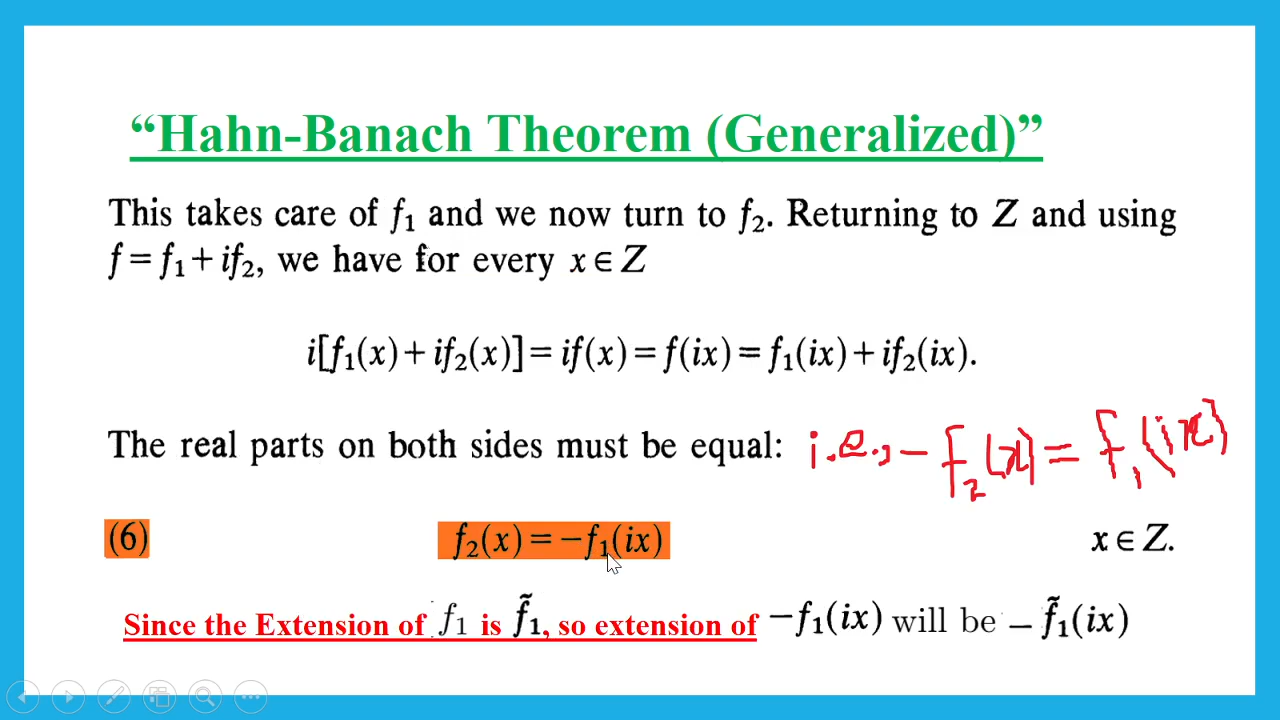 “Hahn-Banach Theorem (Generalized)”
This takes care of f₁ and we now turn to f₂. Returning to Z and using
f = f₁ + if₂, we have for every x ∈ Z
i[f₁(x) + if₂(x)] = if(x) = f(ix) = f₁(ix) + if₂(ix).
The real parts on both sides must be equal: i.e., − f₂(x) = f₁(ix)
(6) f₂(x) = −f₁(ix) x ∈ Z.
Since the Extension of f₁ is f̃₁, so extension of −f₁(ix) will be − f̃₁(ix)